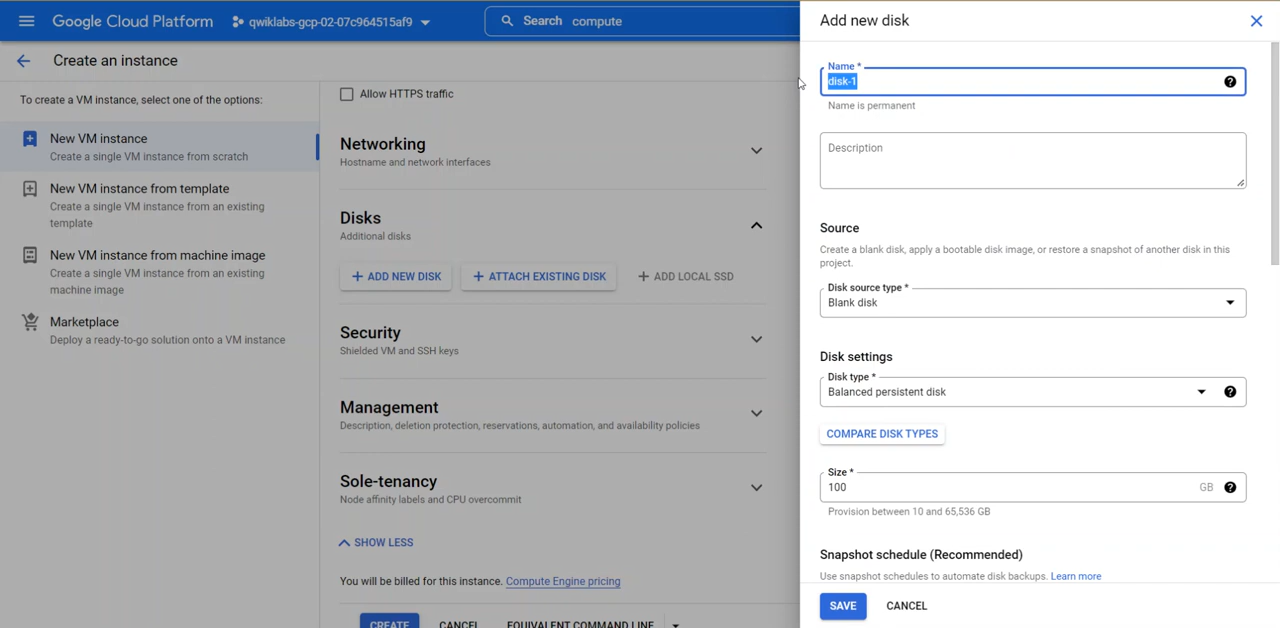 Google Cloud Platform
qwiklabs-gcp-02-07c964515af9
Search compute
Create an instance
To create a VM instance, select one of the options:
New VM instance
Create a single VM instance from scratch
New VM instance from template
Create a single VM instance from an existing
template
New VM instance from machine image
Create a single VM instance from an existing
machine image
Marketplace
Deploy a ready-to-go solution onto a VM instance
Allow HTTPS traffic
Networking
Hostname and network interfaces
Disks
Additional disks
+ ADD NEW DISK
+ ATTACH EXISTING DISK
+ ADD LOCAL SSD
Security
Shielded VM and SSH keys
Management
Description, deletion protection, reservations, automation, and availability policies
Sole-tenancy
Node affinity labels and CPU overcommit
SHOW LESS
You will be billed for this instance. Compute Engine pricing
CREATE
CANCEL
EQUIVALENT COMMAND LINE
Add new disk
Name *
disk-1
Name is permanent
Description
Source
Create a blank disk, apply a bootable disk image, or restore a snapshot of another disk in this
project.
Disk source type *
Blank disk
Disk settings
Disk type *
Balanced persistent disk
COMPARE DISK TYPES
Size *
100
GB
Provision between 10 and 65,536 GB
Snapshot schedule (Recommended)
Use snapshot schedules to automate disk backups. Learn more
SAVE
CANCEL